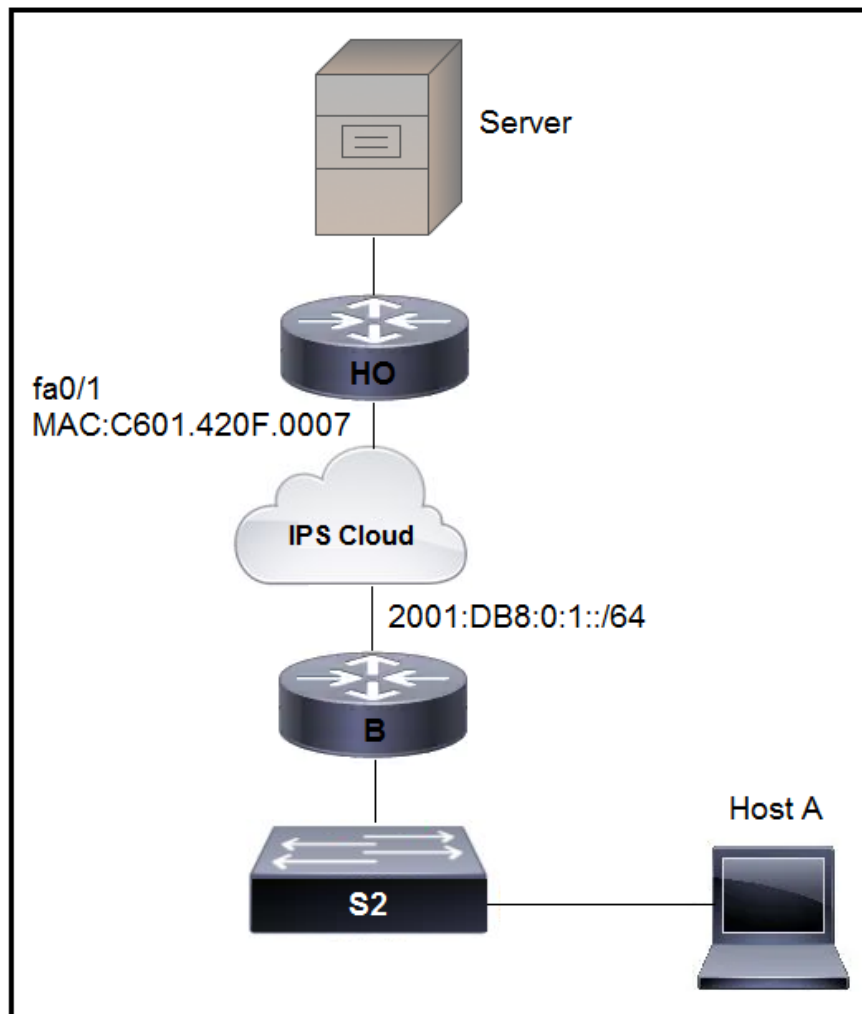 Server
HO
fa0/1
MAC:C601.420F.0007
IPS Cloud
2001:DB8:0:1::/64
B
Host A
S2